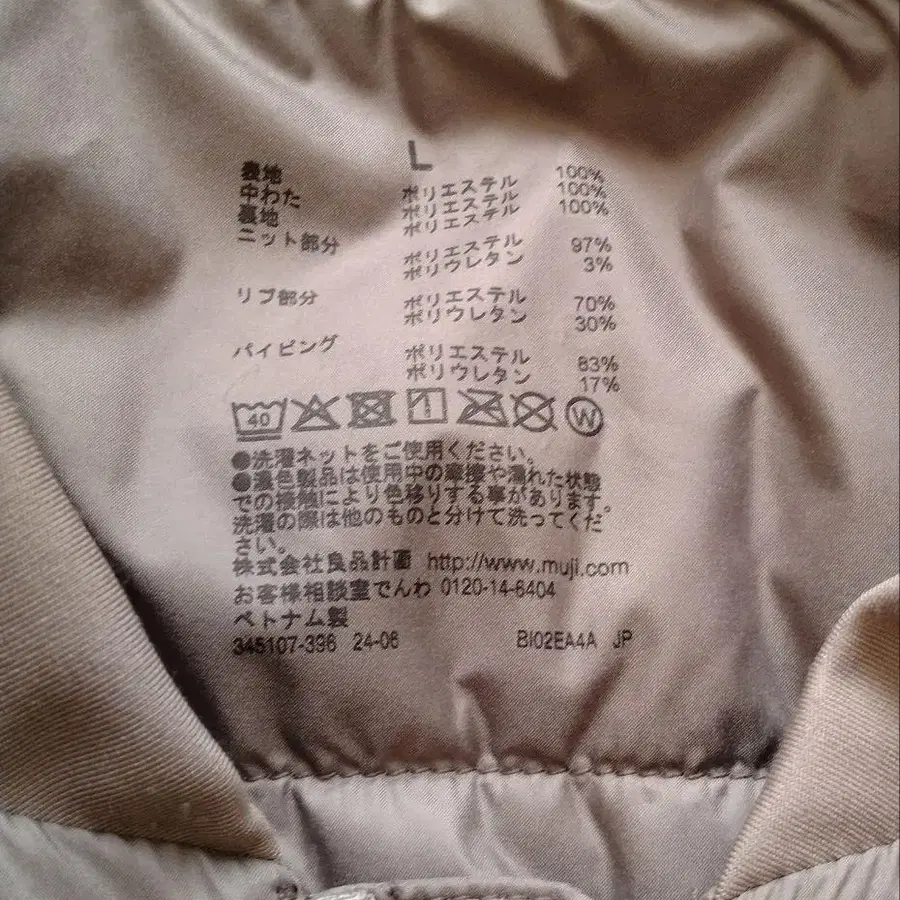 L
表地 ポリエステル 100%
中わた ポリエステル 100%
裏地 ポリエステル 100%
ニット部分 ポリエステル 97%
ポリウレタン 3%
リブ部分 ポリエステル 70%
ポリウレタン 30%
パイピング ポリエステル 83%
ポリウレタン 17%
40 W
●洗濯ネットをご使用ください。
●濃色製品は使用中の摩擦や濡れた状態
での接触により色移りする事があります。
洗濯の際は他のものと分けて洗ってくだ
さい。
株式会社良品計画 http://www.muji.com
お客様相談室でんわ 0120-14-6404
ベトナム製
345107-396 24-06 BI02EA4A JP